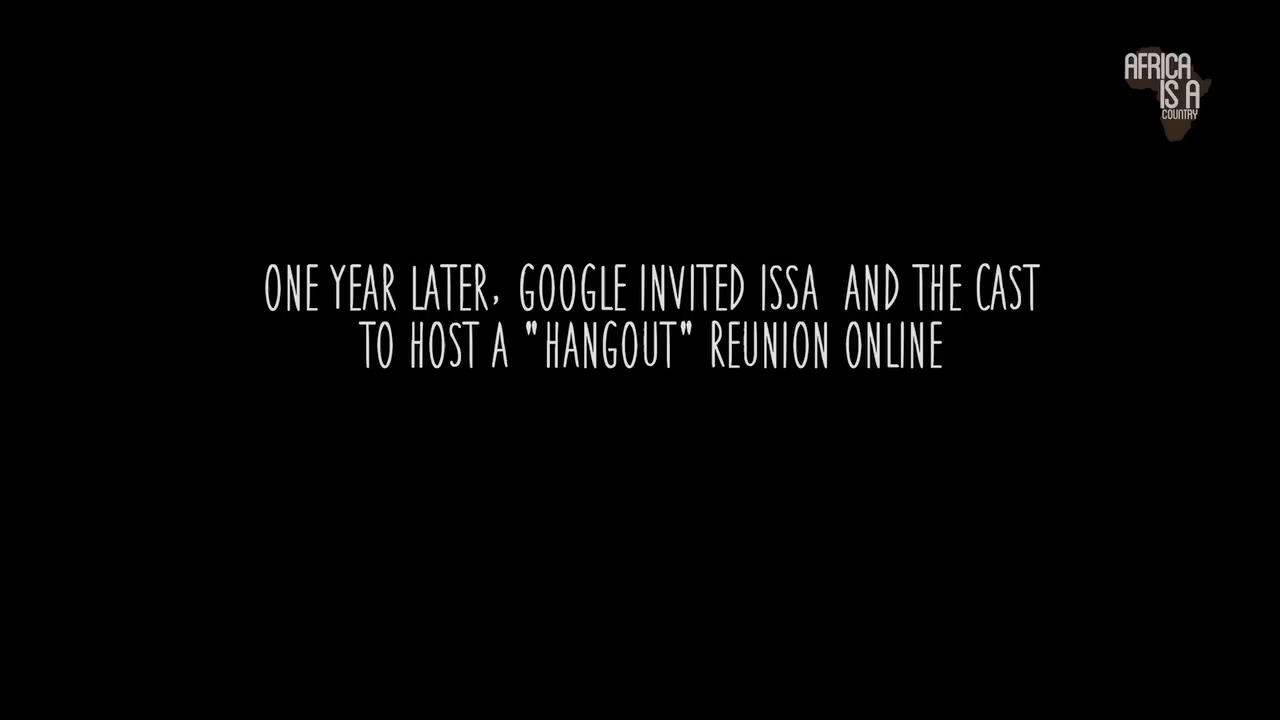 AFRICA
IS A
COUNTRY
ONE YEAR LATER, GOOGLE INVITED ISSA AND THE CAST
TO HOST A "HANGOUT" REUNION ONLINE